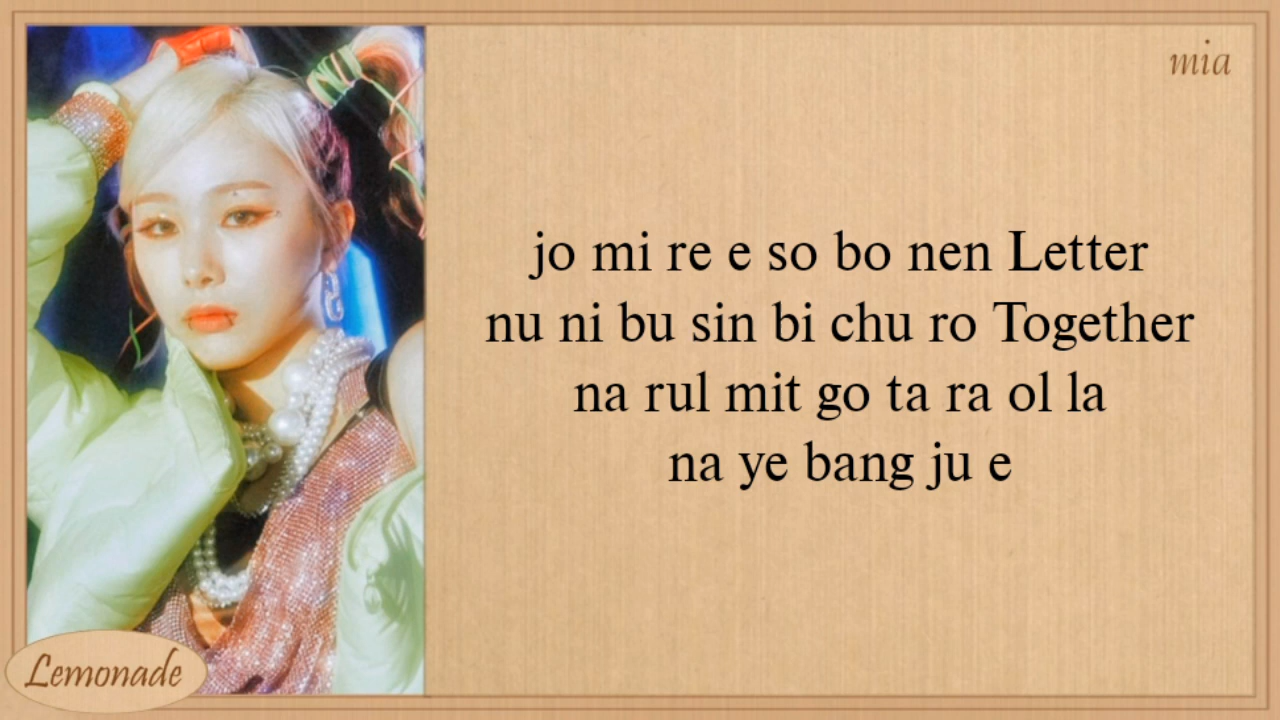 mia
jo mi re e so bo nen Letter
nu ni bu sin bi chu ro Together
na rul mit go ta ra ol la
na ye bang ju e
Lemonade